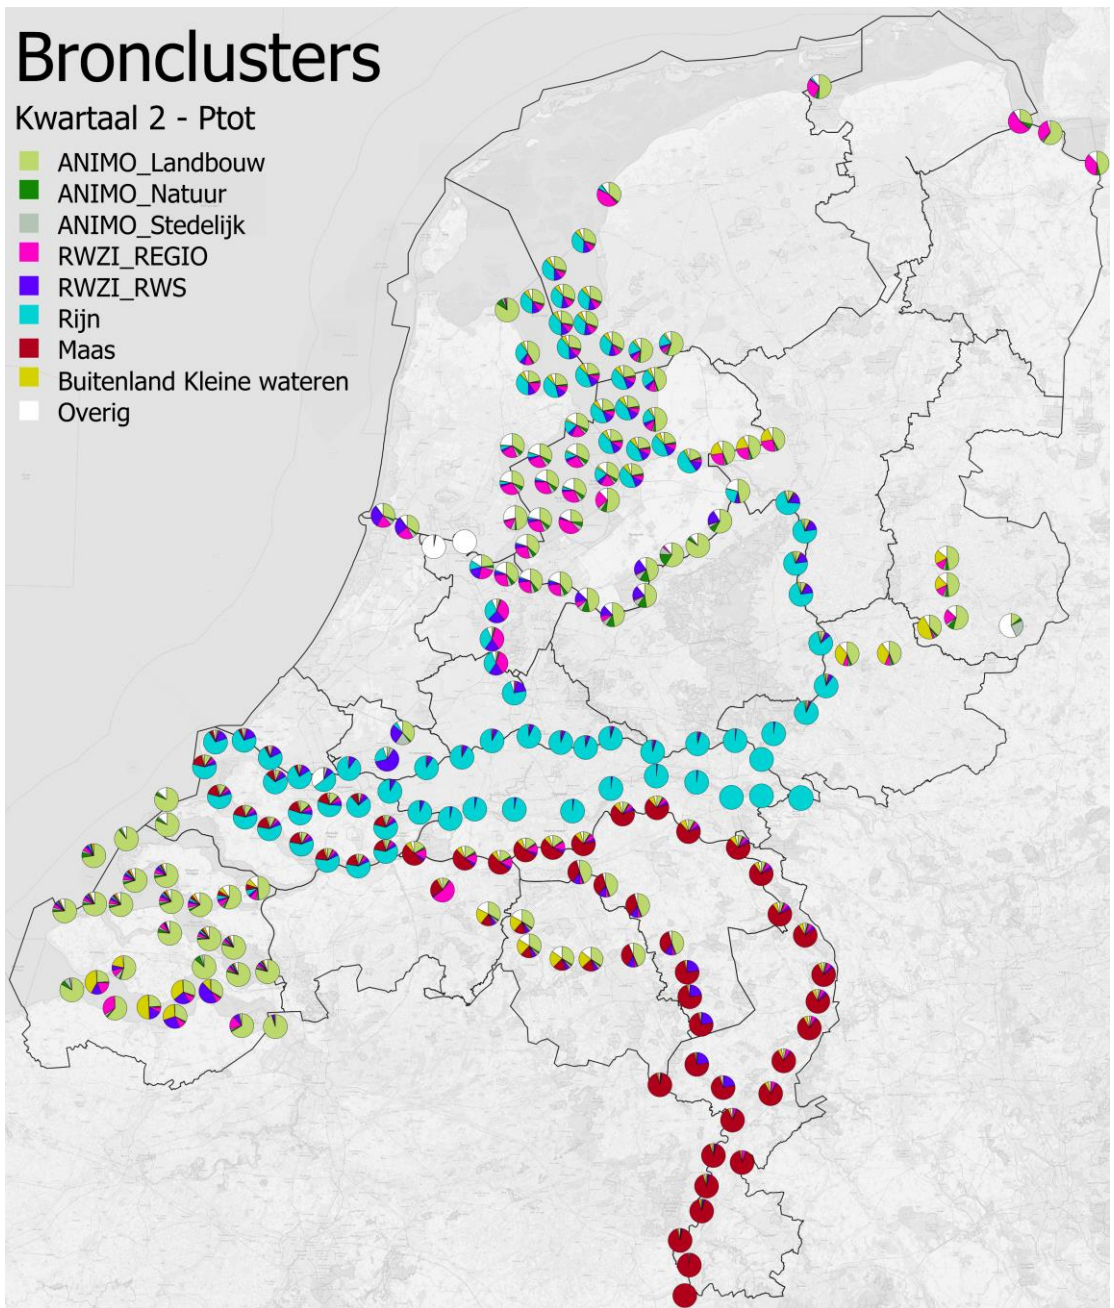 Bronclusters
Kwartaal 2 - Ptot
ANIMO_Landbouw
ANIMO_Natuur
ANIMO_Stedelijk
RWZI_REGIO
RWZI_RWS
Rijn
Maas
Buitenland Kleine wateren
Overig